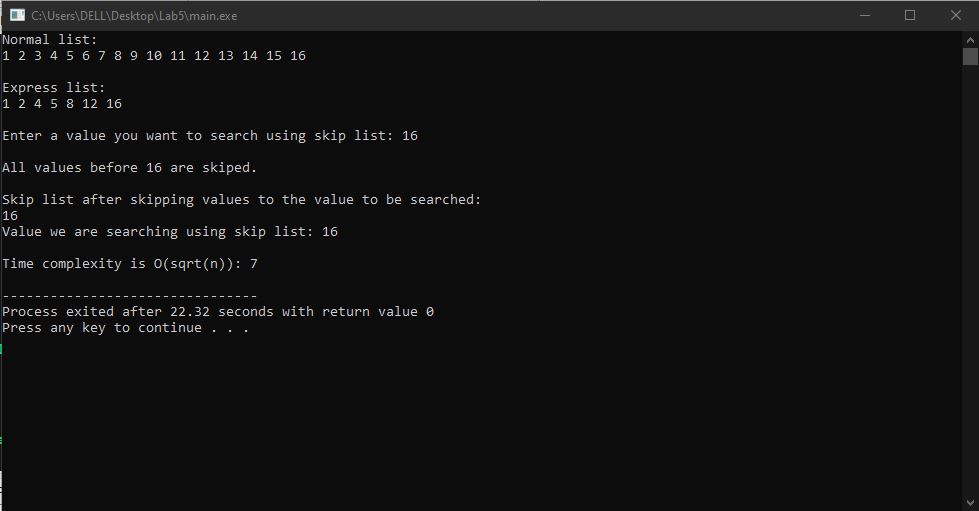 C:\Users\DELL\Desktop\Lab5\main.exe
Normal list:
1 2 3 4 5 6 7 8 9 10 11 12 13 14 15 16
Express list:
1 2 4 5 8 12 16
Enter a value you want to search using skip list: 16
All values before 16 are skiped.
Skip list after skipping values to the value to be searched:
16
Value we are searching using skip list: 16
Time complexity is O(sqrt(n)): 7
--------------------------------
Process exited after 22.32 seconds with return value 0
Press any key to continue . . .